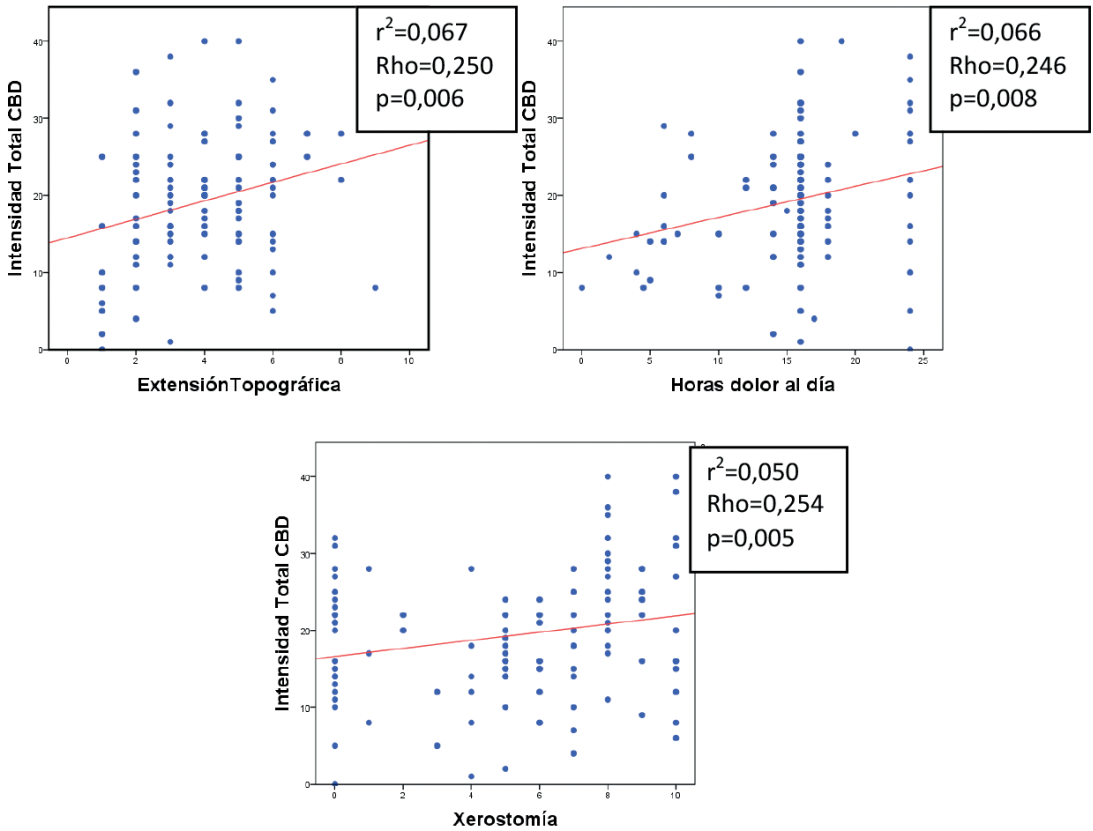 r²=0,067
Rho=0,250
p=0,006
Intensidad Total CBD
40
30
20
10
0
0 2 4 6 8 10
ExtensiónTopográfica
r²=0,066
Rho=0,246
p=0,008
Intensidad Total CBD
40
30
20
10
0
0 5 10 15 20 25
Horas dolor al día
r²=0,050
Rho=0,254
p=0,005
Intensidad Total CBD
40
30
20
10
0
0 2 4 6 8 10
Xerostomía